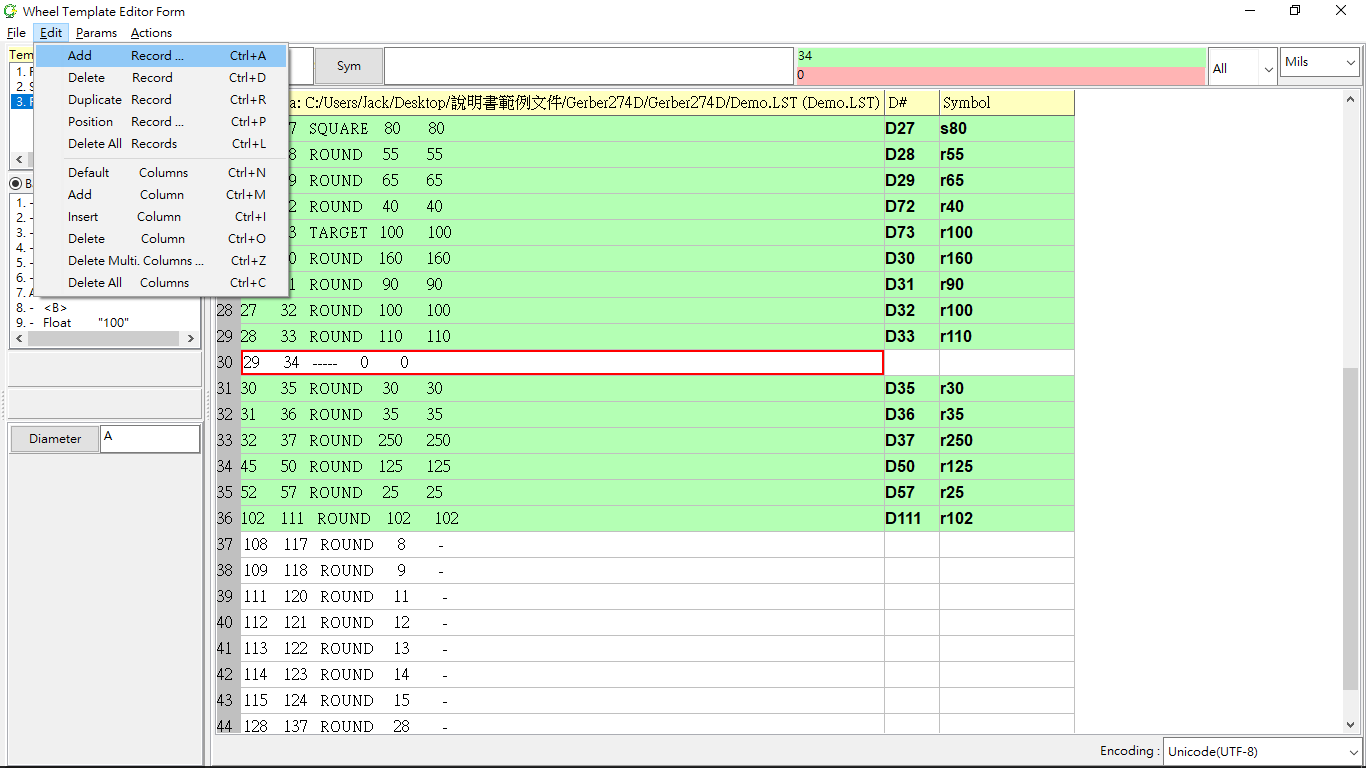 Wheel Template Editor Form
File Edit Params Actions
Tem
1. F
2. S
3. F
Add Record ... Ctrl+A
Delete Record Ctrl+D
Duplicate Record Ctrl+R
Position Record ... Ctrl+P
Delete All Records Ctrl+L
Default Columns Ctrl+N
Add Column Ctrl+M
Insert Column Ctrl+I
Delete Column Ctrl+O
Delete Multi. Columns ... Ctrl+Z
Delete All Columns Ctrl+C
Sym
34
0
All
Mils
B
1. -
2. -
3. -
4. -
5. -
6. -
7. A
8. - <B>
9. - Float "100"
Diameter A
a: C:/Users/Jack/Desktop/說明書範例文件/Gerber274D/Gerber274D/Demo.LST (Demo.LST) D# Symbol
7 SQUARE 80 80 D27 s80
8 ROUND 55 55 D28 r55
9 ROUND 65 65 D29 r65
2 ROUND 40 40 D72 r40
3 TARGET 100 100 D73 r100
0 ROUND 160 160 D30 r160
1 ROUND 90 90 D31 r90
28 27 32 ROUND 100 100 D32 r100
29 28 33 ROUND 110 110 D33 r110
30 29 34 ----- 0 0
31 30 35 ROUND 30 30 D35 r30
32 31 36 ROUND 35 35 D36 r35
33 32 37 ROUND 250 250 D37 r250
34 45 50 ROUND 125 125 D50 r125
35 52 57 ROUND 25 25 D57 r25
36 102 111 ROUND 102 102 D111 r102
37 108 117 ROUND 8 -
38 109 118 ROUND 9 -
39 111 120 ROUND 11 -
40 112 121 ROUND 12 -
41 113 122 ROUND 13 -
42 114 123 ROUND 14 -
43 115 124 ROUND 15 -
44 128 137 ROUND 28 -
Encoding : Unicode(UTF-8)